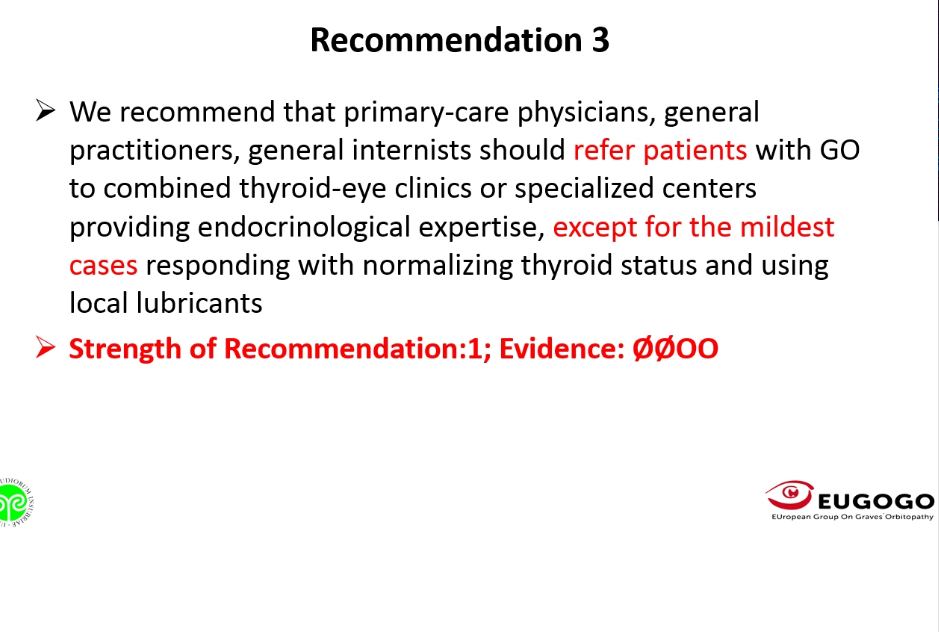 Recommendation 3
➢ We recommend that primary-care physicians, general
practitioners, general internists should refer patients with GO
to combined thyroid-eye clinics or specialized centers
providing endocrinological expertise, except for the mildest
cases responding with normalizing thyroid status and using
local lubricants
➢ Strength of Recommendation:1; Evidence: ØØOO
EUGOGO
EUropean Group On Graves' Orbitopathy